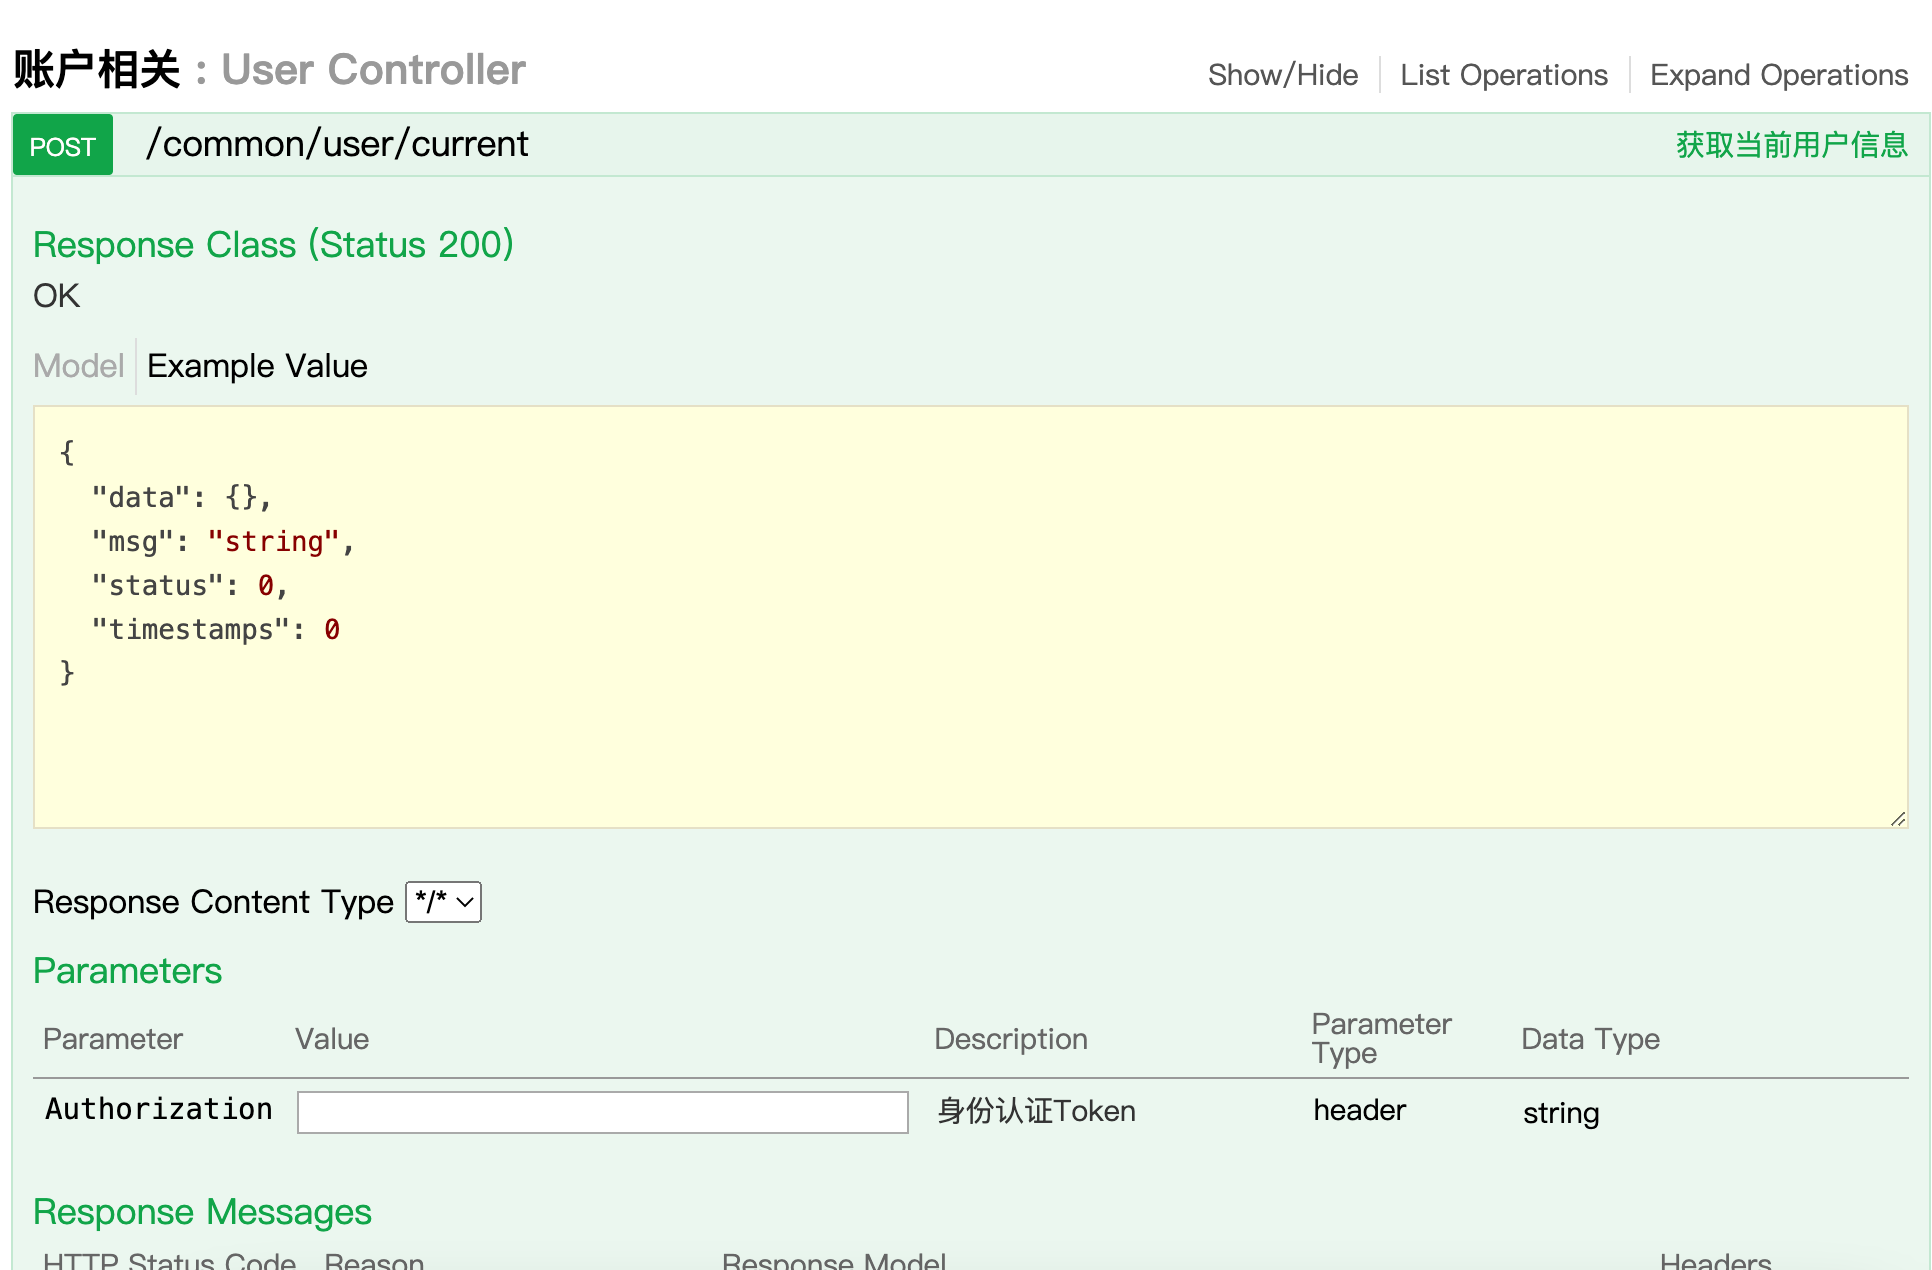 账户相关 : User Controller
Show/Hide List Operations Expand Operations
POST /common/user/current 获取当前用户信息
Response Class (Status 200)
OK
Model Example Value
{
  "data": {},
  "msg": "string",
  "status": 0,
  "timestamps": 0
}
Response Content Type */*
Parameters
Parameter Value Description Parameter Type Data Type
Authorization 身份认证Token header string
Response Messages
HTTP Status Code Reason Response Model Headers